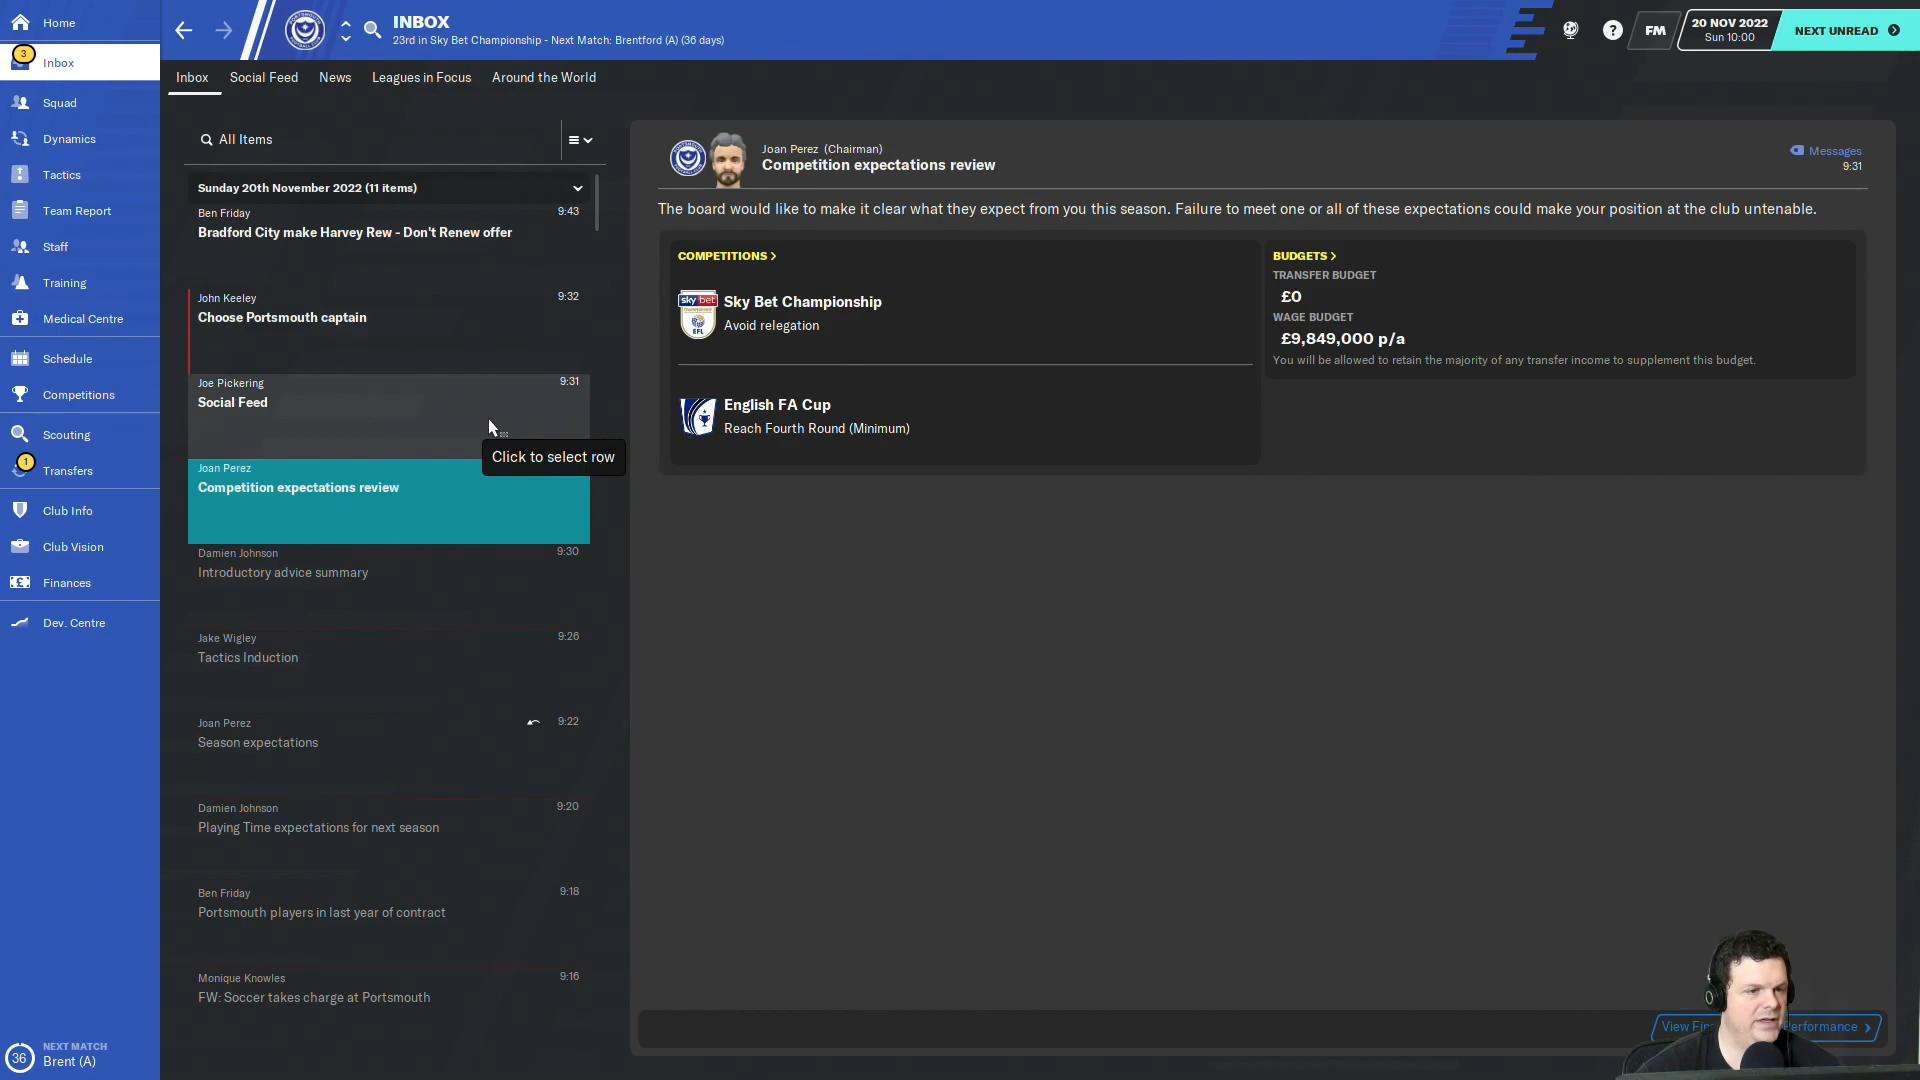 Home
3
Inbox
Squad
Dynamics
Tactics
Team Report
Staff
Training
Medical Centre
Schedule
Competitions
Scouting
1
Transfers
Club Info
Club Vision
Finances
Dev. Centre
36
NEXT MATCH
Brent (A)
INBOX
23rd in Sky Bet Championship - Next Match: Brentford (A) (36 days)
?
FM
20 NOV 2022
Sun 10:00
NEXT UNREAD
Inbox
Social Feed
News
Leagues in Focus
Around the World
All Items
Sunday 20th November 2022 (11 items)
Ben Friday
9:43
Bradford City make Harvey Rew - Don't Renew offer
John Keeley
9:32
Choose Portsmouth captain
Joe Pickering
9:31
Social Feed
Click to select row
Joan Perez
Competition expectations review
Damien Johnson
9:30
Introductory advice summary
Jake Wigley
9:26
Tactics Induction
Joan Perez
9:22
Season expectations
Damien Johnson
9:20
Playing Time expectations for next season
Ben Friday
9:18
Portsmouth players in last year of contract
Monique Knowles
9:16
FW: Soccer takes charge at Portsmouth
Joan Perez (Chairman)
Competition expectations review
Messages
9:31
The board would like to make it clear what they expect from you this season. Failure to meet one or all of these expectations could make your position at the club untenable.
COMPETITIONS >
sky bet
EFL
Sky Bet Championship
Avoid relegation
English FA Cup
Reach Fourth Round (Minimum)
BUDGETS >
TRANSFER BUDGET
£0
WAGE BUDGET
£9,849,000 p/a
You will be allowed to retain the majority of any transfer income to supplement this budget.
View
Performance >